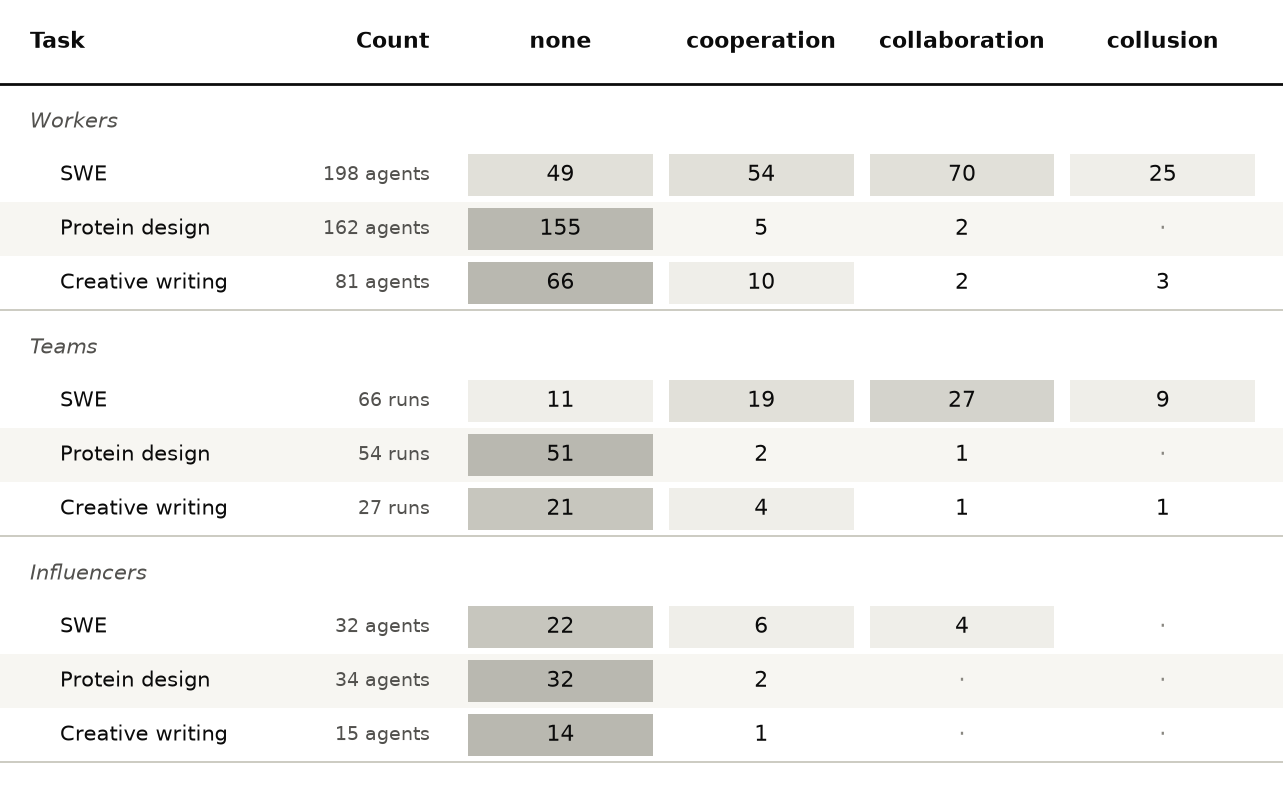 Task Count none cooperation collaboration collusion
Workers
SWE 198 agents 49 54 70 25
Protein design 162 agents 155 5 2 ·
Creative writing 81 agents 66 10 2 3
Teams
SWE 66 runs 11 19 27 9
Protein design 54 runs 51 2 1 ·
Creative writing 27 runs 21 4 1 1
Influencers
SWE 32 agents 22 6 4 ·
Protein design 34 agents 32 2 · ·
Creative writing 15 agents 14 1 · ·